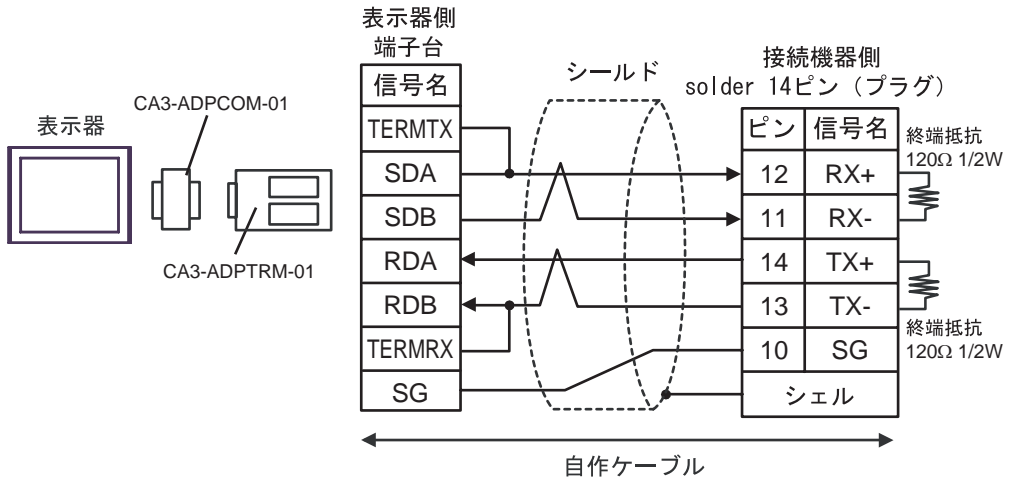 表示器
CA3-ADPCOM-01
CA3-ADPTRM-01
表示器側
端子台
信号名
TERMTX
SDA
SDB
RDA
RDB
TERMRX
SG
シールド
接続機器側
solder 14ピン（プラグ）
ピン 信号名
12 RX+
11 RX-
14 TX+
13 TX-
10 SG
シェル
終端抵抗
120Ω 1/2W
終端抵抗
120Ω 1/2W
自作ケーブル